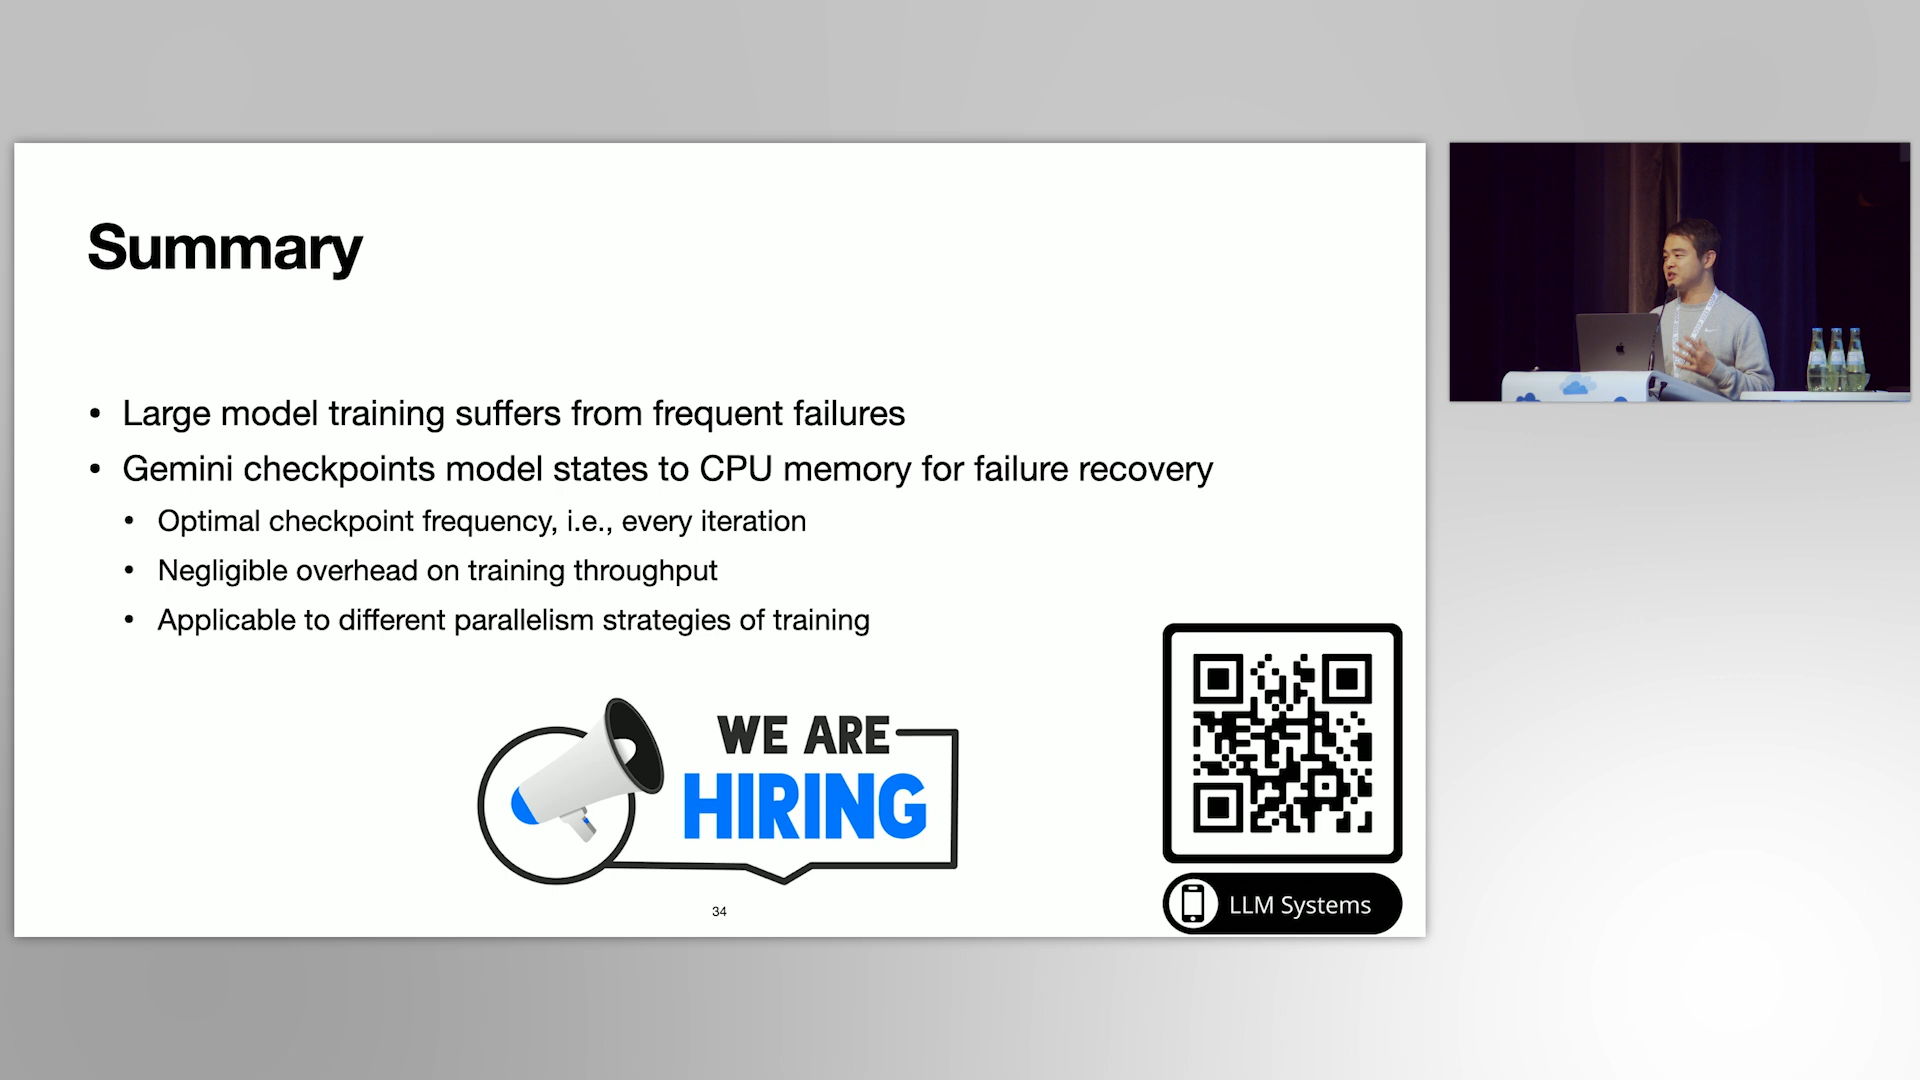 Summary
• Large model training suffers from frequent failures
• Gemini checkpoints model states to CPU memory for failure recovery
• Optimal checkpoint frequency, i.e., every iteration
• Negligible overhead on training throughput
• Applicable to different parallelism strategies of training
WE ARE
HIRING
34
LLM Systems